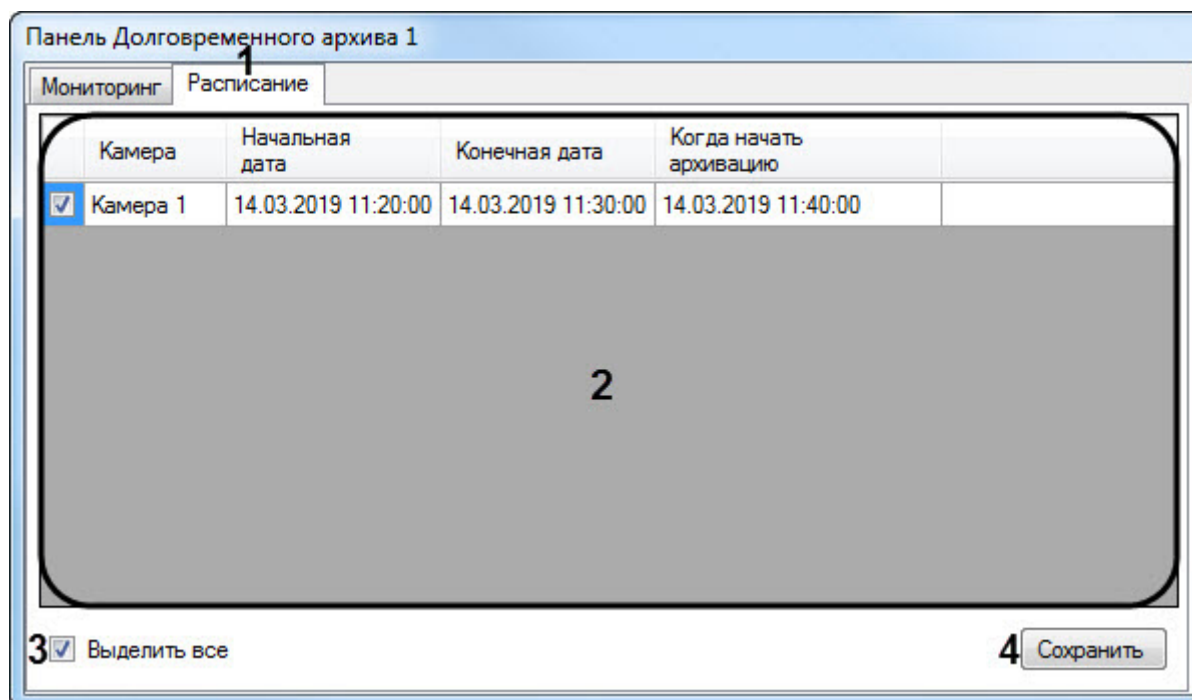 Панель Долговременного архива 1
1
Мониторинг Расписание
Камера Начальная дата Конечная дата Когда начать архивацию
Камера 1 14.03.2019 11:20:00 14.03.2019 11:30:00 14.03.2019 11:40:00
2
3 Выделить все 4 Сохранить